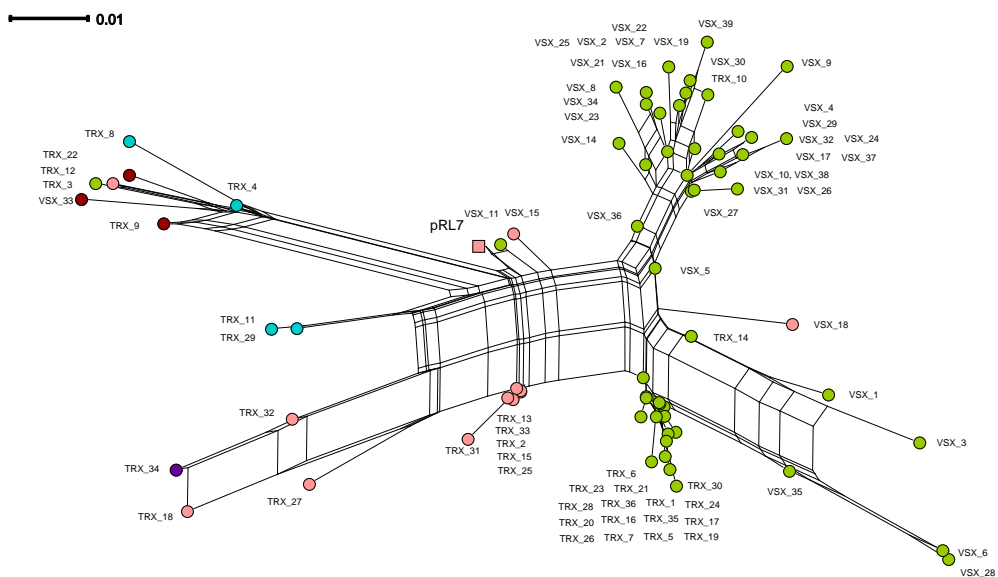 0.01
VSX_39
VSX_22
VSX_25 VSX_2 VSX_7 VSX_19
VSX_21 VSX_16 VSX_30 VSX_9
TRX_10
VSX_8
VSX_34
VSX_23
VSX_4
VSX_29
VSX_14
VSX_32 VSX_24
VSX_17 VSX_37
VSX_10, VSX_38
VSX_31 VSX_26
VSX_27
TRX_8
TRX_22
TRX_12
TRX_3
TRX_4
VSX_33
TRX_9
pRL7
VSX_11 VSX_15
VSX_36
VSX_5
TRX_11
TRX_29
VSX_18
TRX_14
VSX_1
VSX_3
TRX_32
TRX_13
TRX_33
TRX_2
TRX_15
TRX_25
TRX_31
TRX_34
TRX_27
TRX_18
TRX_6
TRX_23 TRX_21 TRX_30
TRX_28 TRX_36 TRX_1 TRX_24
TRX_20 TRX_16 TRX_35 TRX_17
TRX_26 TRX_7 TRX_5 TRX_19
VSX_35
VSX_6
VSX_28